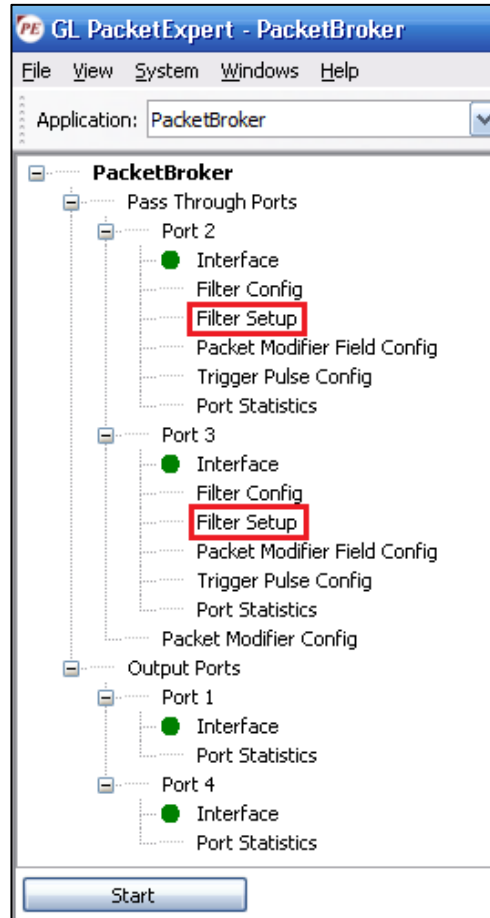 PE GL PacketExpert - PacketBroker
File View System Windows Help
Application: PacketBroker
PacketBroker
Pass Through Ports
Port 2
Interface
Filter Config
Filter Setup
Packet Modifier Field Config
Trigger Pulse Config
Port Statistics
Port 3
Interface
Filter Config
Filter Setup
Packet Modifier Field Config
Trigger Pulse Config
Port Statistics
Packet Modifier Config
Output Ports
Port 1
Interface
Port Statistics
Port 4
Interface
Port Statistics
Start